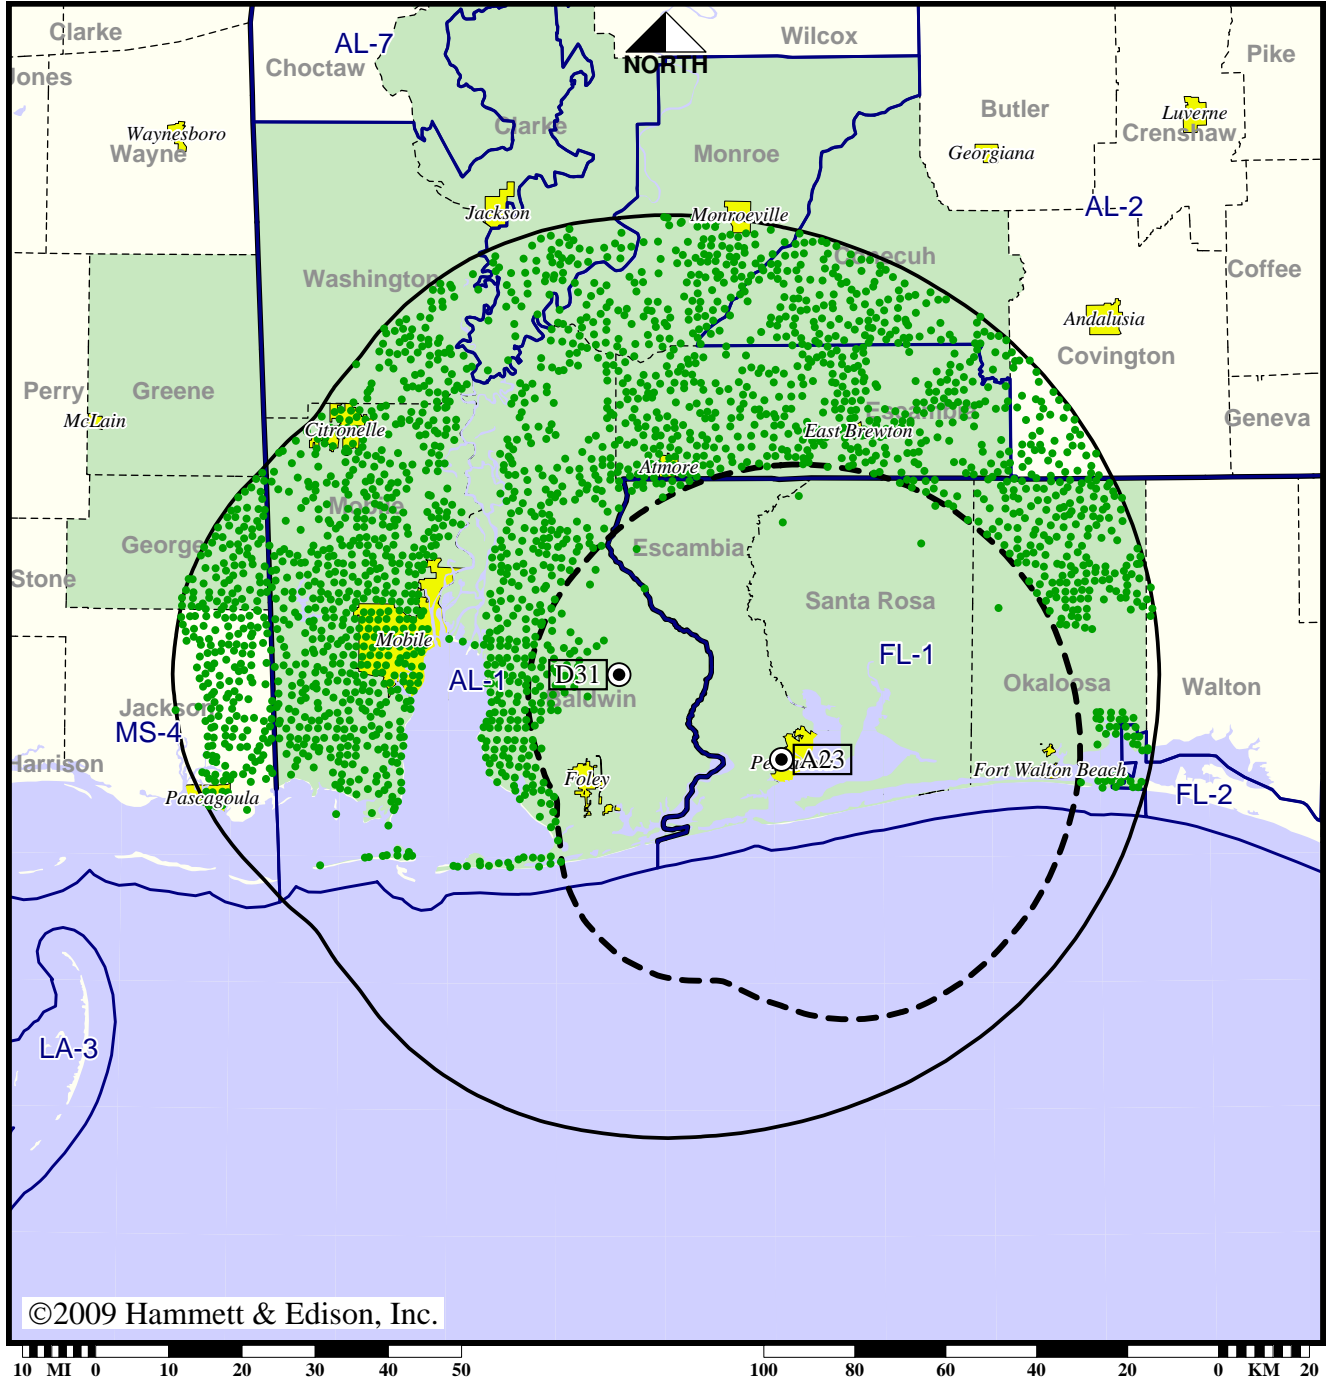 Clarke
AL-7
Wilcox
Pike
NORTH
Jones
Choctaw
Butler
Luverne
Crenshaw
Waynesboro
Wayne
Clarke
Monroe
Georgiana
Jackson
Monroeville
AL-2
Washington
Conecuh
Coffee
Andalusia
Covington
Perry
Greene
McLain
Citronelle
Escambia
East Brewton
Geneva
Atmore
Mobile
George
Escambia
Stone
Santa Rosa
Mobile
FL-1
D31
AL-1
Okaloosa
Walton
Baldwin
Jackson
MS-4
Harrison
A23
Foley
Fort Walton Beach
Pascagoula
FL-2
LA-3
©2009 Hammett & Edison, Inc.
10 MI 0 10 20 30 40 50 100 80 60 40 20 0 KM 20